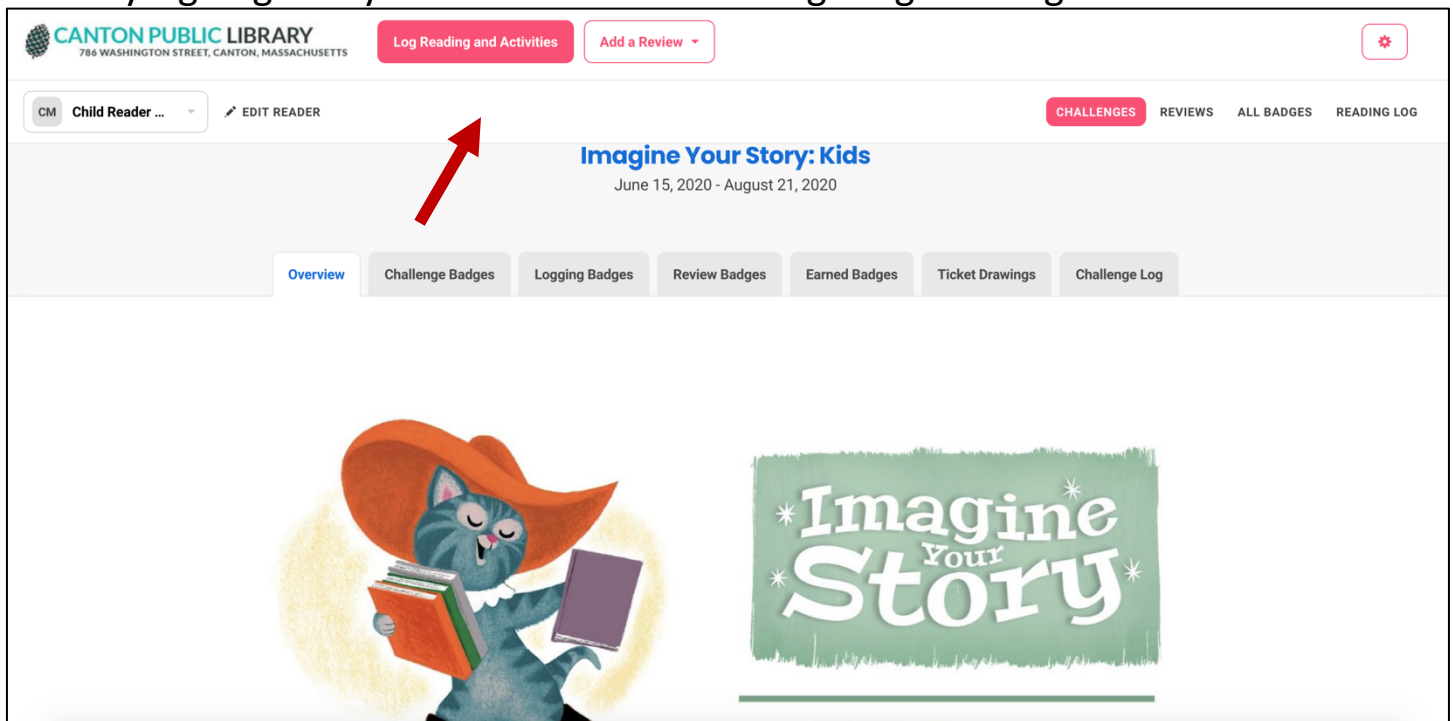 CANTON PUBLIC LIBRARY
786 WASHINGTON STREET, CANTON, MASSACHUSETTS
Log Reading and Activities
Add a Review
CM Child Reader ...
EDIT READER
CHALLENGES REVIEWS ALL BADGES READING LOG
Imagine Your Story: Kids
June 15, 2020 - August 21, 2020
Overview Challenge Badges Logging Badges Review Badges Earned Badges Ticket Drawings Challenge Log
Imagine
Your
Story